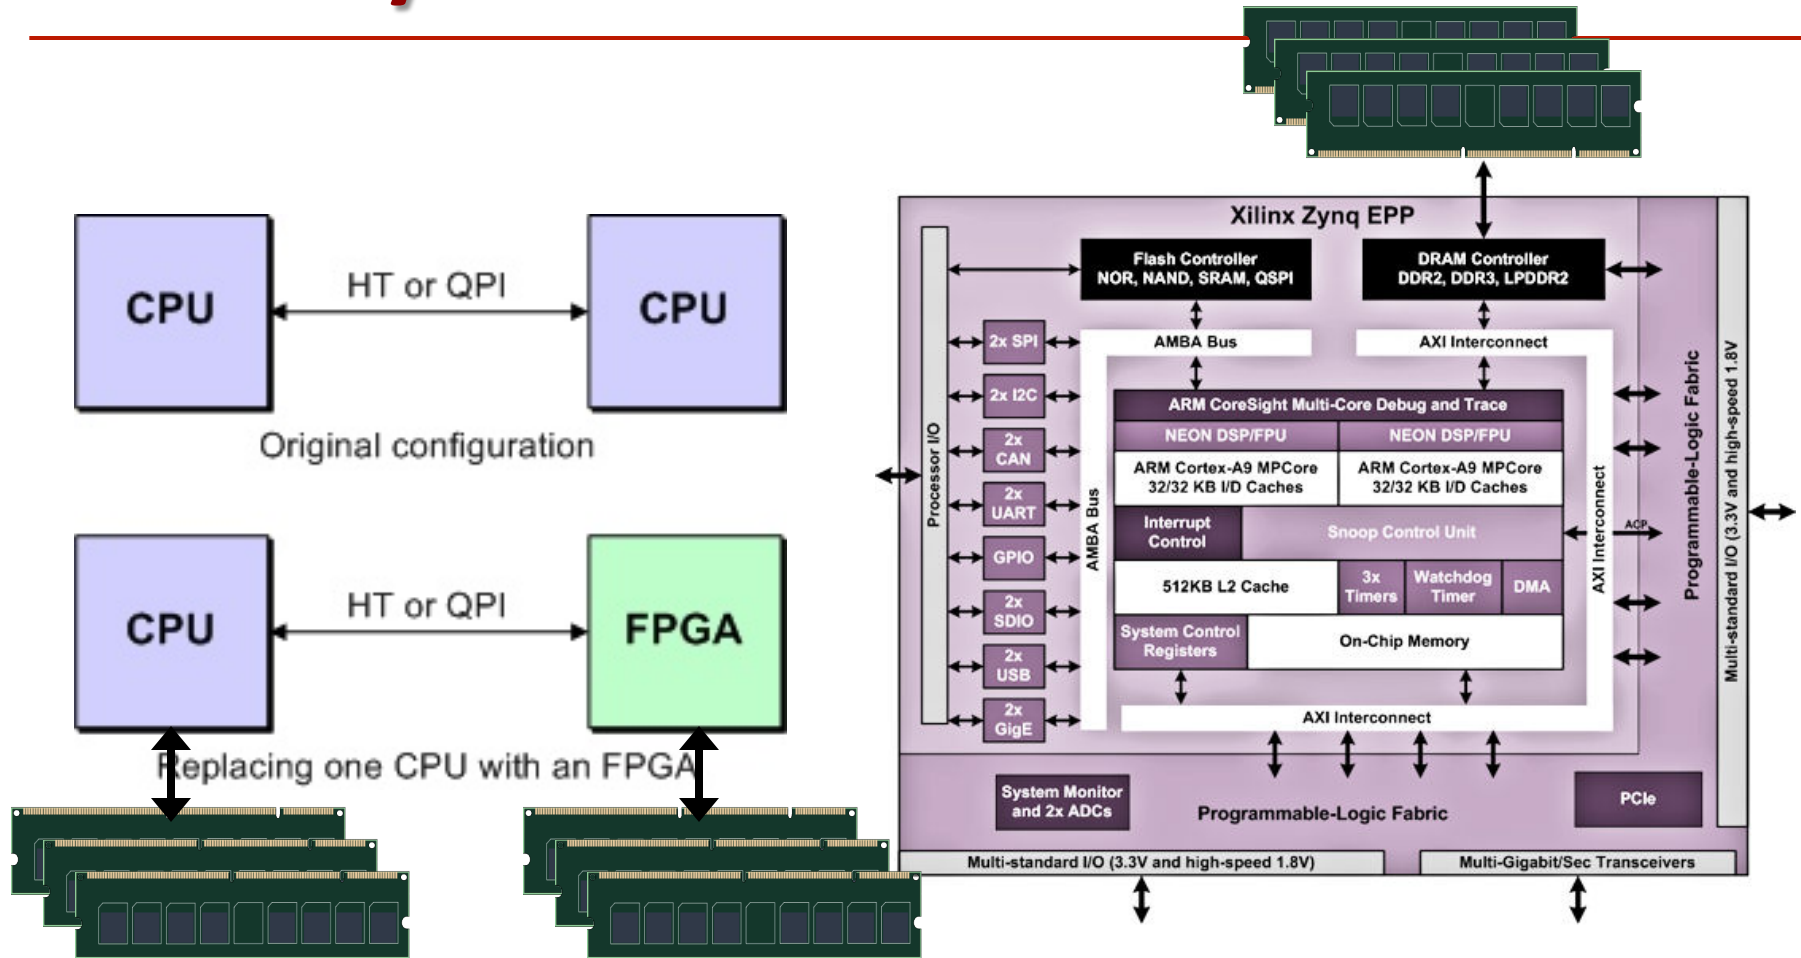 CPU
HT or QPI
CPU
Original configuration
CPU
HT or QPI
FPGA
Replacing one CPU with an FPGA
Xilinx Zynq EPP
Flash Controller
NOR, NAND, SRAM, QSPI
DRAM Controller
DDR2, DDR3, LPDDR2
AMBA Bus
AXI Interconnect
Processor I/O
2x SPI
2x I2C
2x
CAN
2x
UART
GPIO
2x
SDIO
2x
USB
2x
GigE
AMBA Bus
ARM CoreSight Multi-Core Debug and Trace
NEON DSP/FPU
NEON DSP/FPU
ARM Cortex-A9 MPCore
32/32 KB I/D Caches
ARM Cortex-A9 MPCore
32/32 KB I/D Caches
Interrupt
Control
Snoop Control Unit
512KB L2 Cache
3x
Timers
Watchdog
Timer
DMA
System Control
Registers
On-Chip Memory
AXI Interconnect
ACP
AXI Interconnect
Programmable-Logic Fabric
Multi-standard I/O (3.3V and high-speed 1.8V)
System Monitor
and 2x ADCs
Programmable-Logic Fabric
PCIe
Multi-standard I/O (3.3V and high-speed 1.8V)
Multi-Gigabit/Sec Transceivers